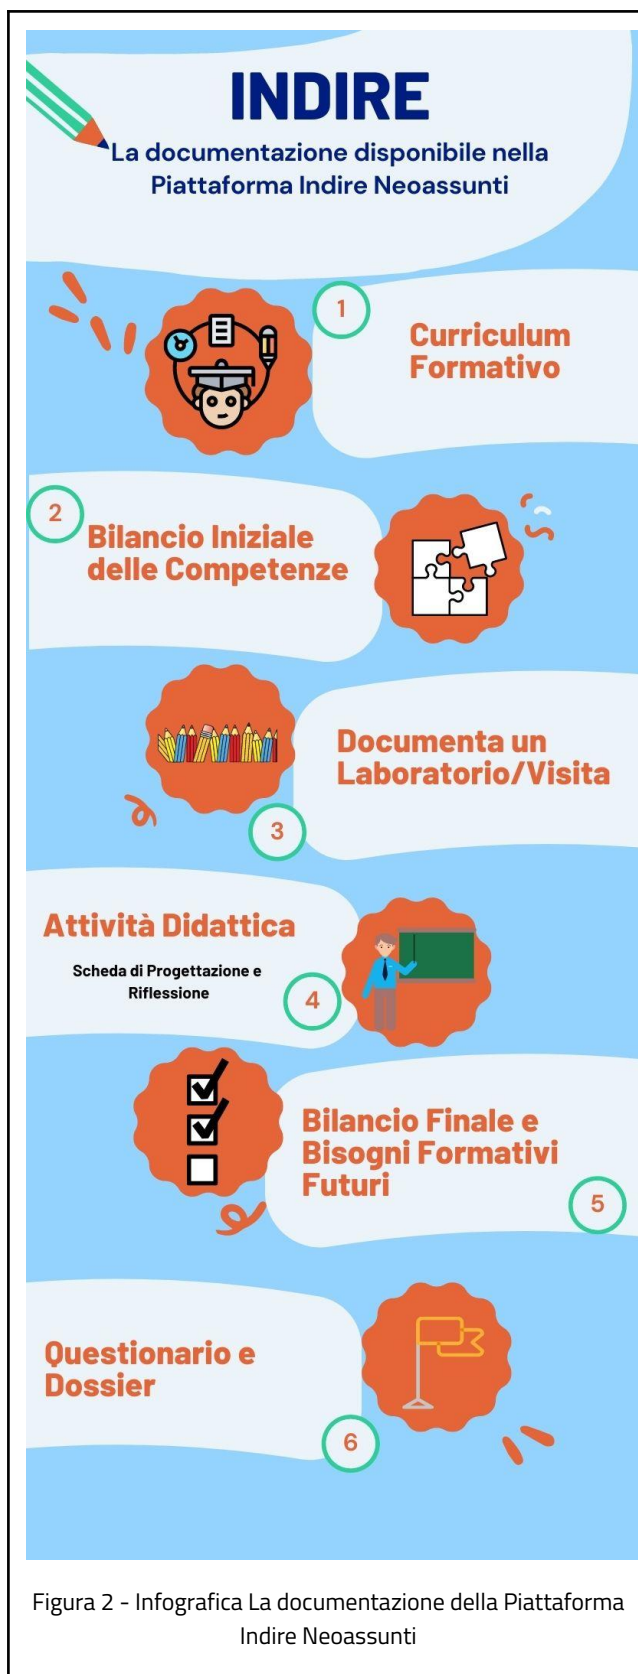 INDIRE
La documentazione disponibile nella
Piattaforma Indire Neoassunti
1
Curriculum
Formativo
2
Bilancio Iniziale
delle Competenze
Documenta un
Laboratorio/Visita
3
Attività Didattica
Scheda di Progettazione e
Riflessione
4
Bilancio Finale e
Bisogni Formativi
Futuri
5
Questionario e
Dossier
6
Figura 2 - Infografica La documentazione della Piattaforma
Indire Neoassunti